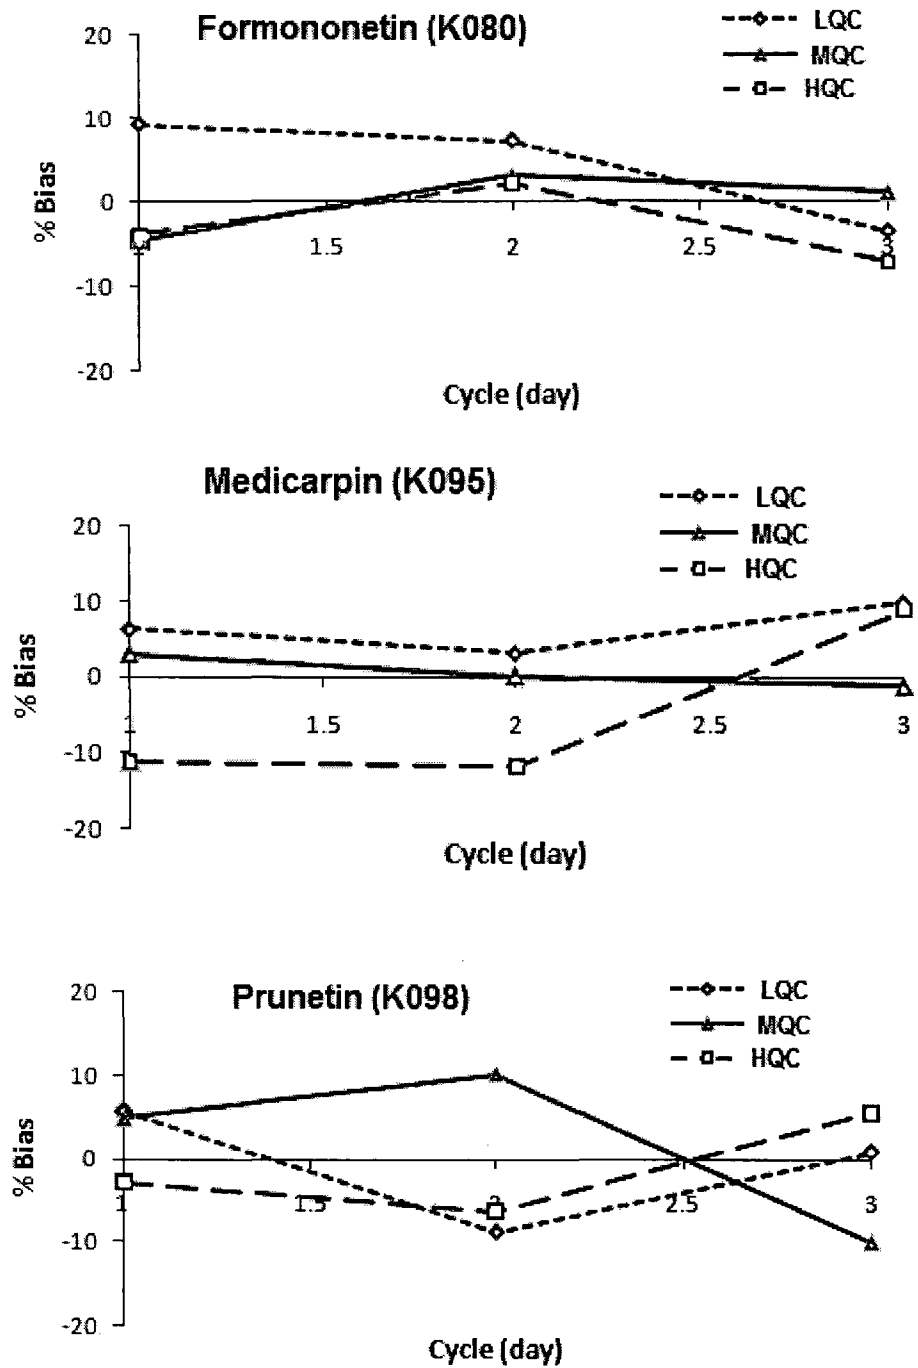 Formononetin (K080)
LQC
MQC
HQC
20
10
0
-10
-20
% Bias
1.5
2
2.5
3
Cycle (day)
Medicarpin (K095)
LQC
MQC
HQC
20
10
0
-10
-20
% Bias
1
1.5
2
2.5
3
Cycle (day)
Prunetin (K098)
LQC
MQC
HQC
20
10
0
-10
-20
% Bias
1
1.5
2
2.5
3
Cycle (day)